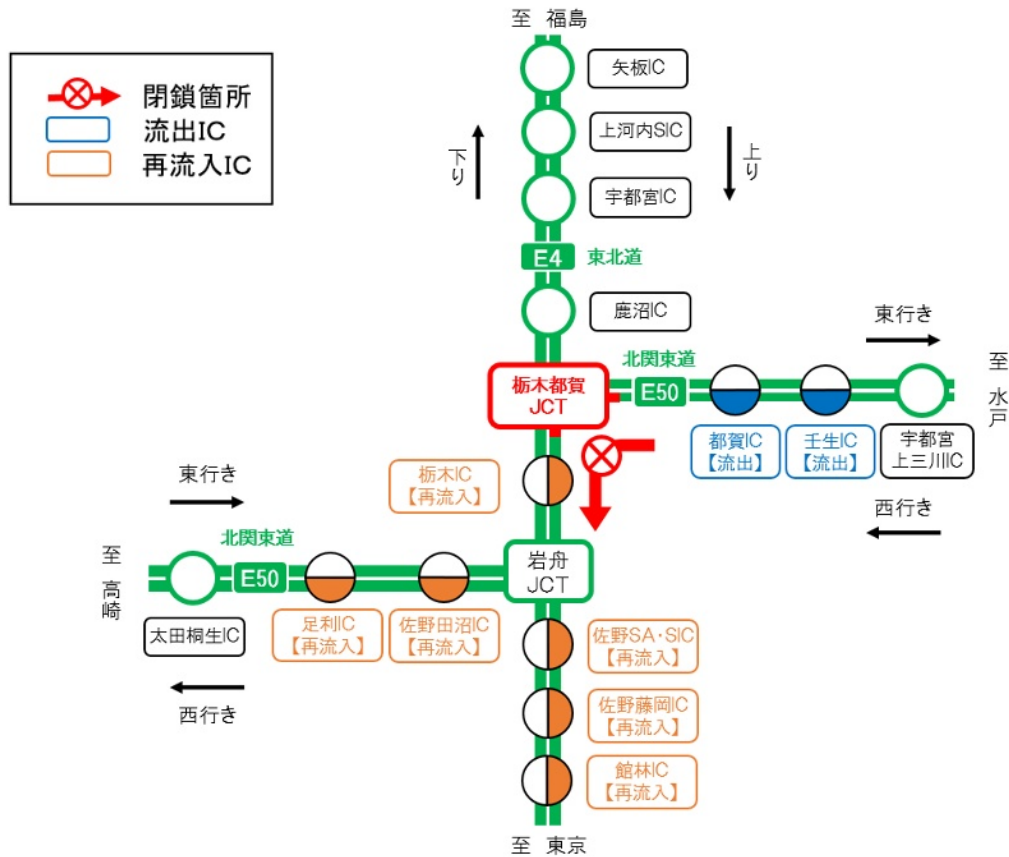 至 福島
閉鎖箇所
流出IC
再流入IC
矢板IC
上河内SIC
下り
上り
宇都宮IC
E4
東北道
鹿沼IC
東行き
北関東道
至 水戸
栃木都賀
JCT
E50
都賀IC
【流出】
壬生IC
【流出】
宇都宮
上三川IC
栃木IC
【再流入】
東行き
西行き
北関東道
至 高崎
E50
岩舟
JCT
太田桐生IC
足利IC
【再流入】
佐野田沼IC
【再流入】
佐野SA・SIC
【再流入】
西行き
佐野藤岡IC
【再流入】
館林IC
【再流入】
至 東京